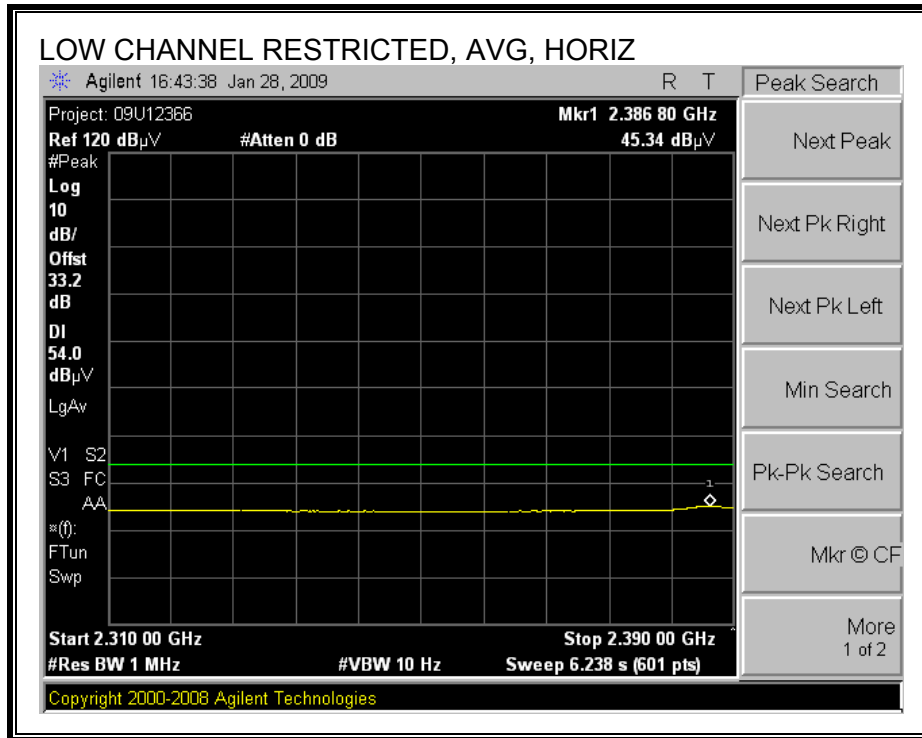 LOW CHANNEL RESTRICTED, AVG, HORIZ
Agilent 16:43:38 Jan 28, 2009 R T
Peak Search
Project: 09U12366 Mkr1 2.386 80 GHz
Ref 120 dBµV #Atten 0 dB 45.34 dBµV
#Peak
Log
10
dB/
Offst
33.2
dB
DI
54.0
dBµV
LgAv
V1 S2
S3 FC
AA
¤(f):
FTun
Swp
1
Start 2.310 00 GHz Stop 2.390 00 GHz
#Res BW 1 MHz #VBW 10 Hz Sweep 6.238 s (601 pts)
Copyright 2000-2008 Agilent Technologies
Next Peak
Next Pk Right
Next Pk Left
Min Search
Pk-Pk Search
Mkr © CF
More
1 of 2